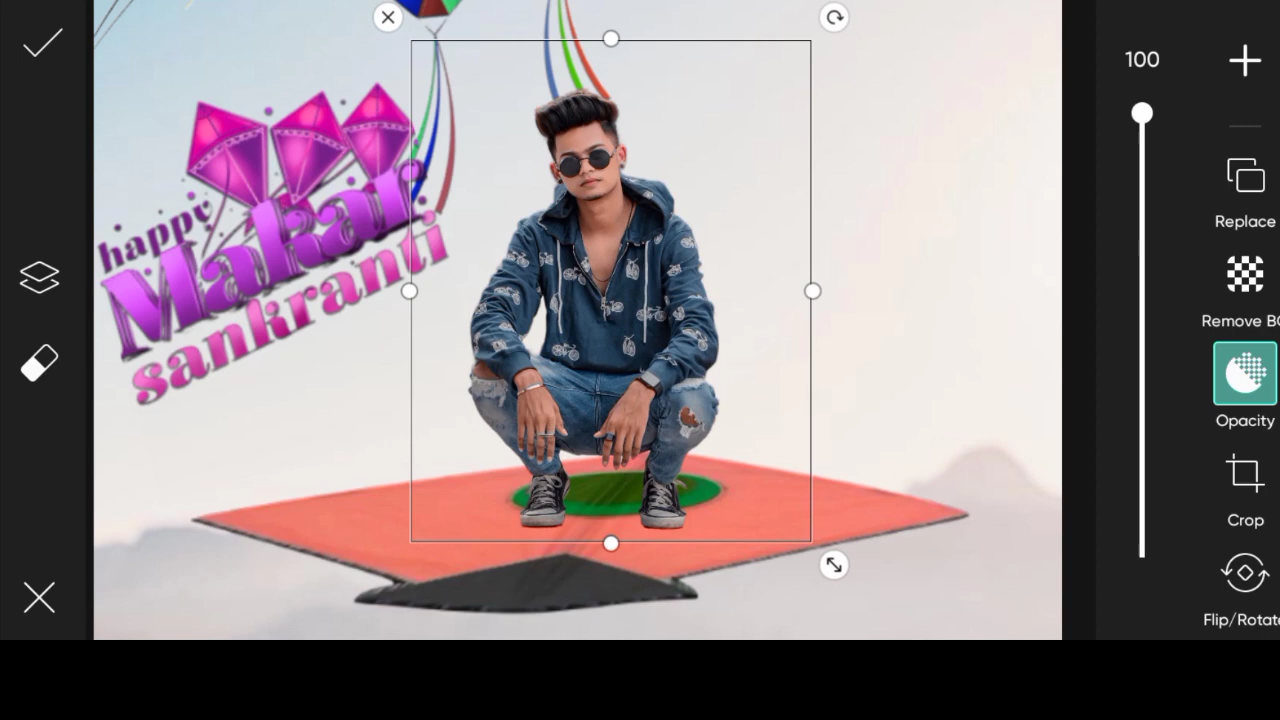 100
Replace
Remove BG
Opacity
Crop
Flip/Rotate
happy
Makar
sankranti